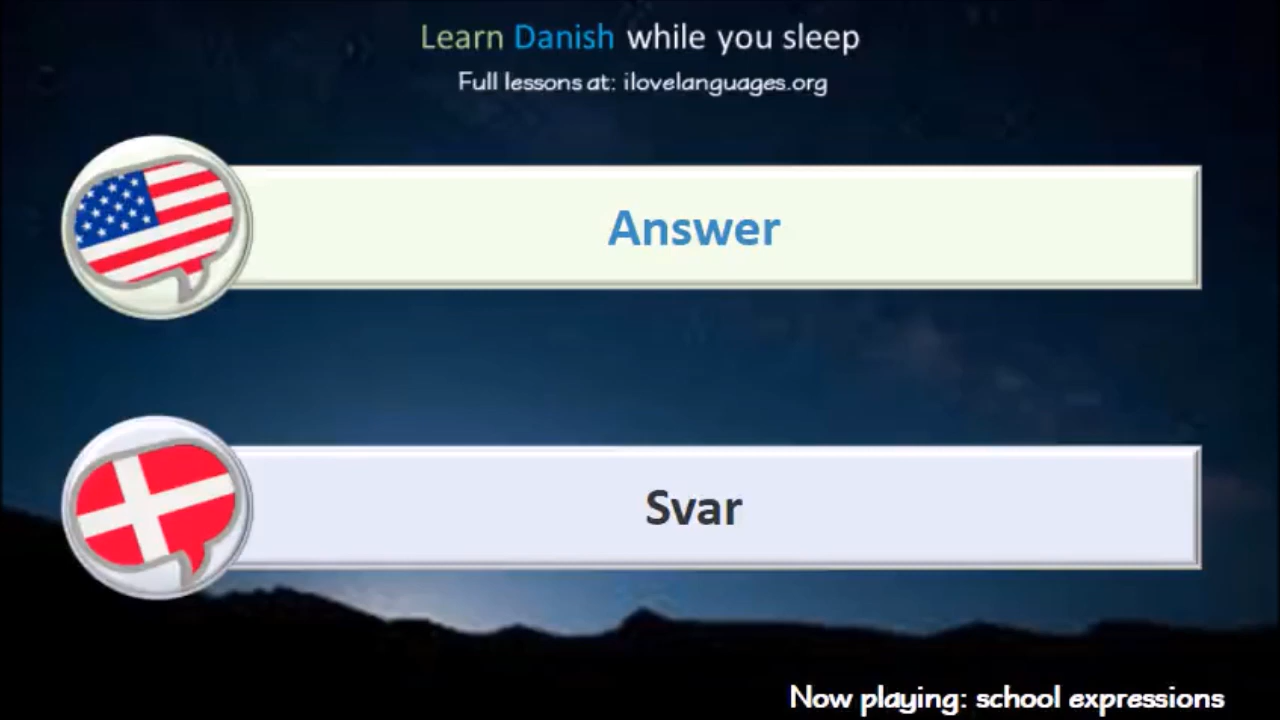 Learn Danish while you sleep
Full lessons at: ilovelanguages.org
Answer
Svar
Now playing: school expressions